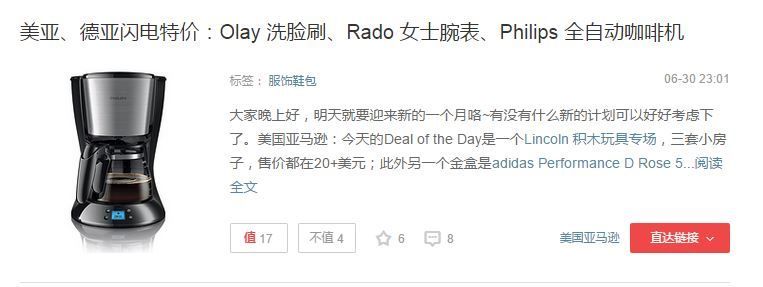 美亚、德亚闪电特价：Olay 洗脸刷、Rado 女士腕表、Philips 全自动咖啡机
标签： 服饰鞋包
06-30 23:01
大家晚上好，明天就要迎来新的一个月咯~有没有什么新的计划可以好好考虑下
了。美国亚马逊：今天的Deal of the Day是一个Lincoln 积木玩具专场，三套小房
子，售价都在20+美元；此外另一个金盒是adidas Performance D Rose 5...阅读
全文
值 17
不值 4
6
8
美国亚马逊
直达链接
PHILIPS